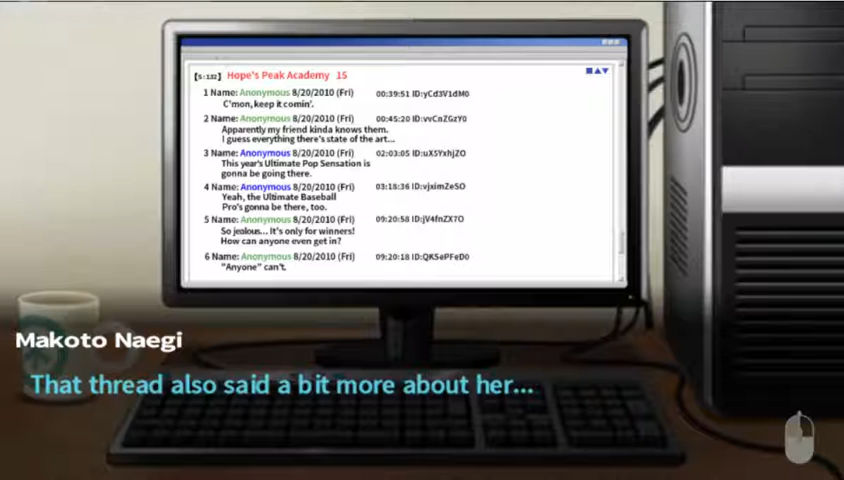 [5:132] Hope's Peak Academy 15
1 Name: Anonymous 8/20/2010 (Fri) 00:39:51 ID:yCd3V1dM0
C'mon, keep it comin'.
2 Name: Anonymous 8/20/2010 (Fri) 00:45:20 ID:vvCnZGzY0
Apparently my friend kinda knows them.
I guess everything there's state of the art...
3 Name: Anonymous 8/20/2010 (Fri) 02:03:05 ID:uX5YxhjZO
This year's Ultimate Pop Sensation is
gonna be going there.
4 Name: Anonymous 8/20/2010 (Fri) 03:18:36 ID:vjximZeSO
Yeah, the Ultimate Baseball
Pro's gonna be there, too.
5 Name: Anonymous 8/20/2010 (Fri) 09:20:58 ID:jV4fnZX7O
So jealous... It's only for winners!
How can anyone even get in?
6 Name: Anonymous 8/20/2010 (Fri) 09:20:18 ID:QKSePFeD0
"Anyone" can't.
Makoto Naegi
That thread also said a bit more about her...